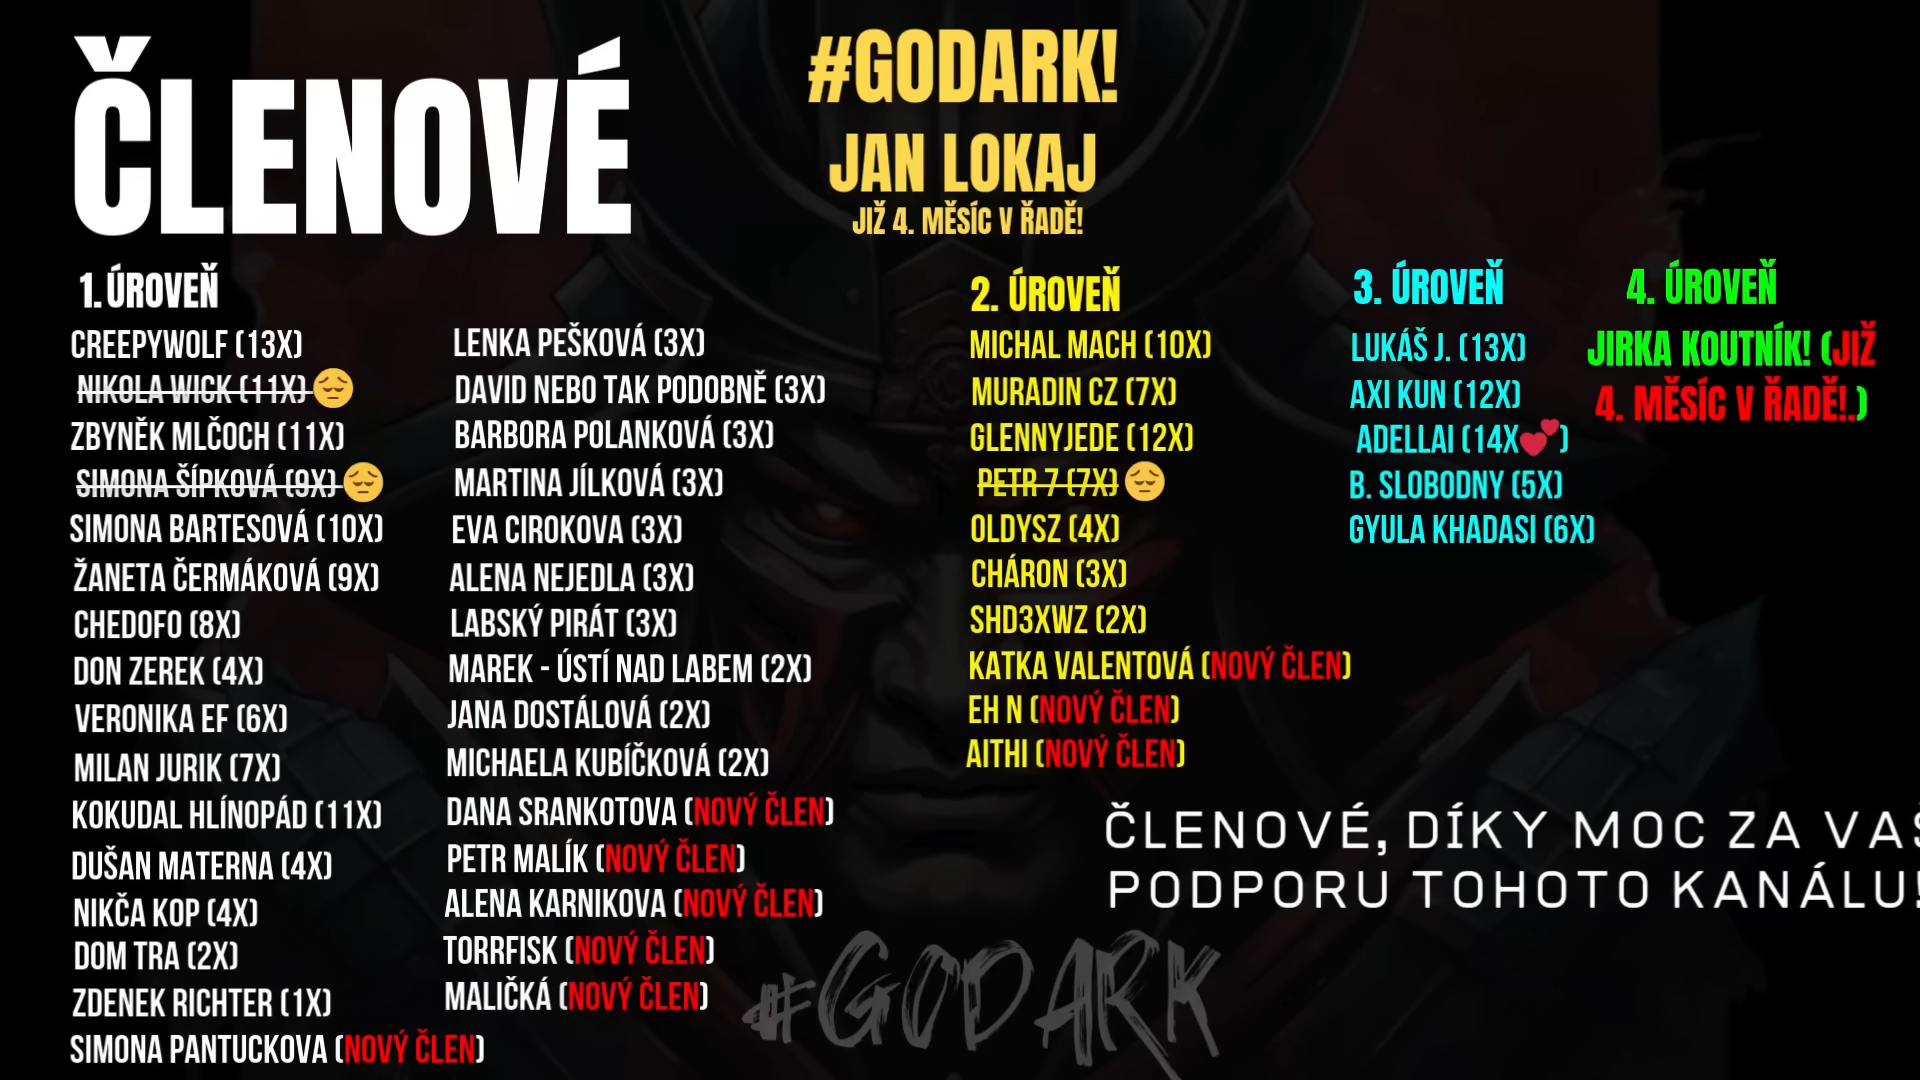 ČLENOVÉ
#GODARK!
JAN LOKAJ
JIŽ 4. MĚSÍC V ŘADĚ!
1. ÚROVEŇ
CREEPYWOLF (13X)
NIKOLA WICK (11X) 😔
ZBYNĚK MLČOCH (11X)
SIMONA ŠÍPKOVÁ (9X) 😔
SIMONA BARTESOVÁ (10X)
ŽANETA ČERMÁKOVÁ (9X)
CHEDOFO (8X)
DON ZEREK (4X)
VERONIKA EF (6X)
MILAN JURIK (7X)
KOKUDAL HLÍNOPÁD (11X)
DUŠAN MATERNA (4X)
NIKČA KOP (4X)
DOM TRA (2X)
ZDENEK RICHTER (1X)
SIMONA PANTUCKOVA (NOVÝ ČLEN)
LENKA PEŠKOVÁ (3X)
DAVID NEBO TAK PODOBNĚ (3X)
BARBORA POLANKOVÁ (3X)
MARTINA JÍLKOVÁ (3X)
EVA CIROKOVA (3X)
ALENA NEJEDLA (3X)
LABSKÝ PIRÁT (3X)
MAREK - ÚSTÍ NAD LABEM (2X)
JANA DOSTÁLOVÁ (2X)
MICHAELA KUBÍČKOVÁ (2X)
DANA SRANKOTOVA (NOVÝ ČLEN)
PETR MALÍK (NOVÝ ČLEN)
ALENA KARNIKOVA (NOVÝ ČLEN)
TORRFISK (NOVÝ ČLEN)
MALIČKÁ (NOVÝ ČLEN)
2. ÚROVEŇ
MICHAL MACH (10X)
MURADIN CZ (7X)
GLENNYJEDE (12X)
PETR 7 (7X) 😔
OLDYSZ (4X)
CHÁRON (3X)
SHD3XWZ (2X)
KATKA VALENTOVÁ (NOVÝ ČLEN)
EH N (NOVÝ ČLEN)
AITHI (NOVÝ ČLEN)
3. ÚROVEŇ
LUKÁŠ J. (13X)
AXI KUN (12X)
ADELLAI (14X💕)
B. SLOBODNY (5X)
GYULA KHADASI (6X)
4. ÚROVEŇ
JIRKA KOUTNÍK! (JIŽ
4. MĚSÍC V ŘADĚ!.)
ČLENOVÉ, DÍKY MOC ZA VAŠ
PODPORU TOHOTO KANÁLU!
#GODARK